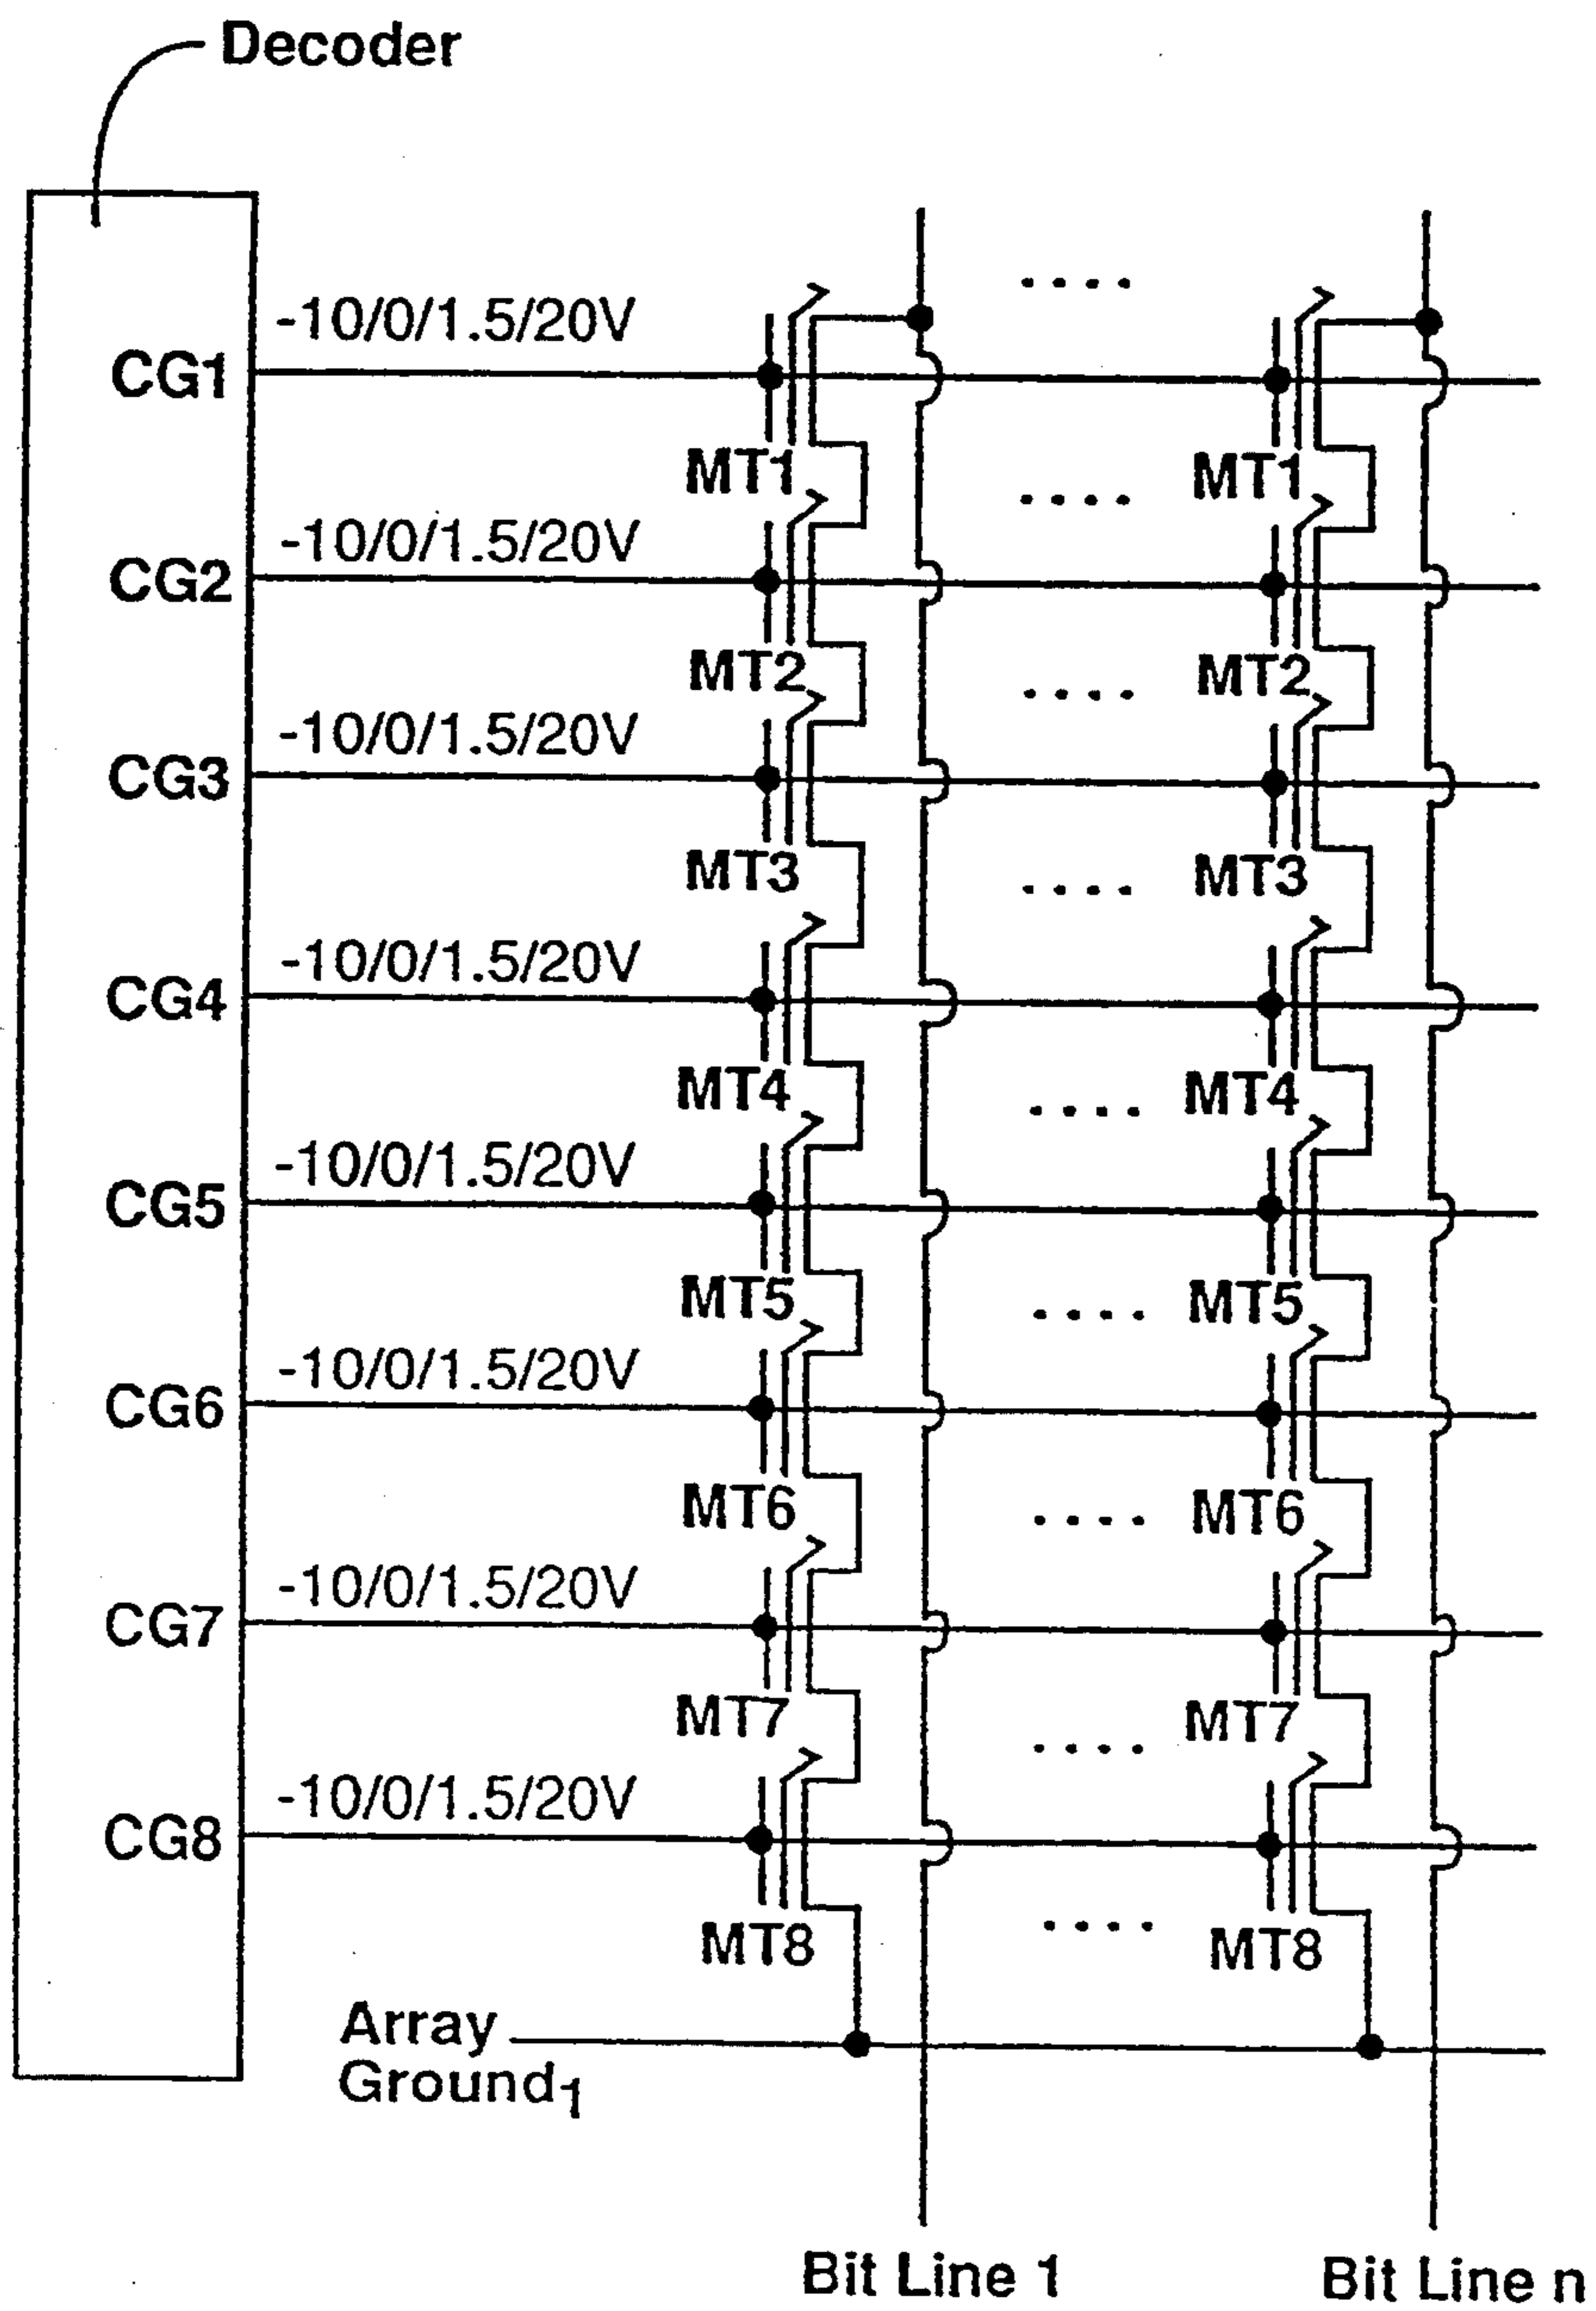 Decoder
-10/0/1.5/20V
CG1
MT1 .... MT1
-10/0/1.5/20V
CG2
MT2 MT2
-10/0/1.5/20V
CG3
MT3 MT3
-10/0/1.5/20V
CG4
MT4 MT4
-10/0/1.5/20V
CG5
MT5 MT5
-10/0/1.5/20V
CG6
MT6 MT6
-10/0/1.5/20V
CG7
MT7 MT7
-10/0/1.5/20V
CG8
MT8 MT8
Array
Ground1
Bit Line 1 Bit Line n